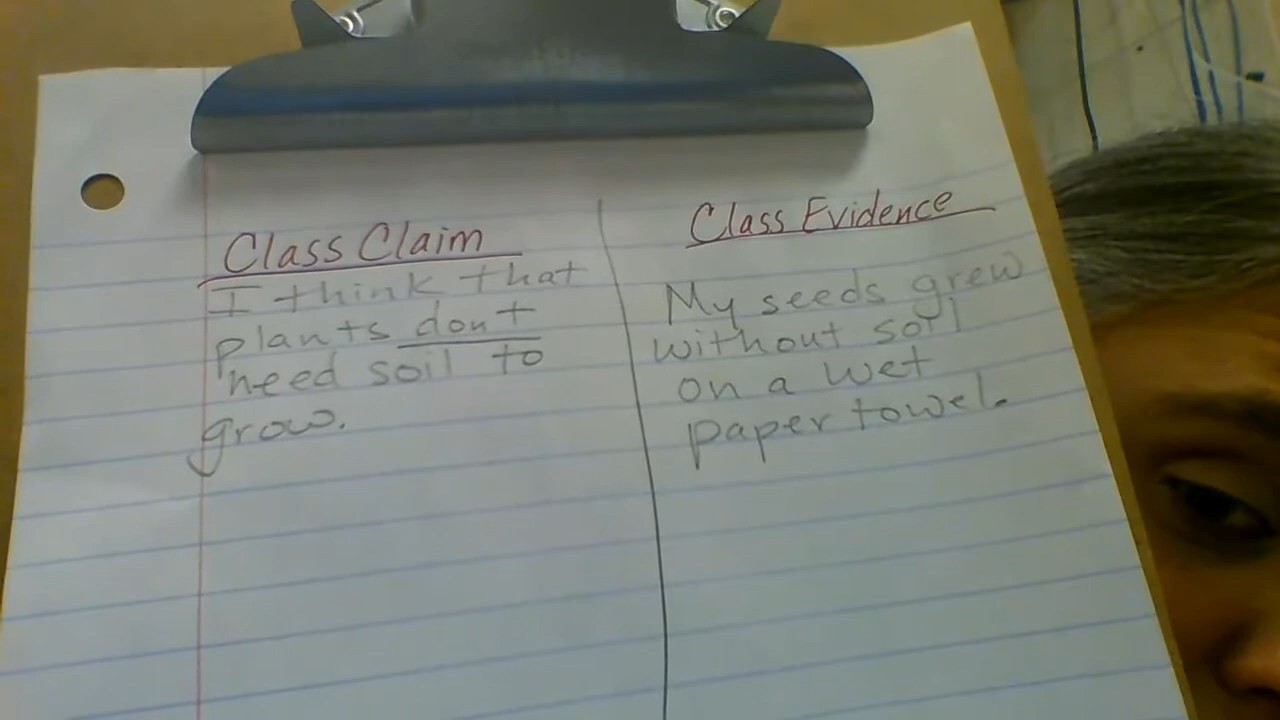 Class Claim
I think that
plants dont
need soil to
grow.
Class Evidence
My seeds grew
without soil
on a wet
paper towel.